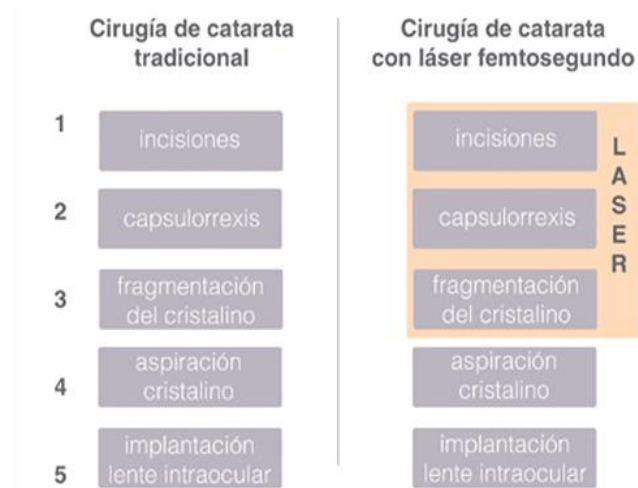 Cirugía de catarata
tradicional
Cirugía de catarata
con láser femtosegundo
1
incisiones
incisiones
2
capsulorrexis
capsulorrexis
3
fragmentación
del cristalino
fragmentación
del cristalino
4
aspiración
cristalino
aspiración
cristalino
5
implantación
lente intraocular
implantación
lente intraocular
LASER